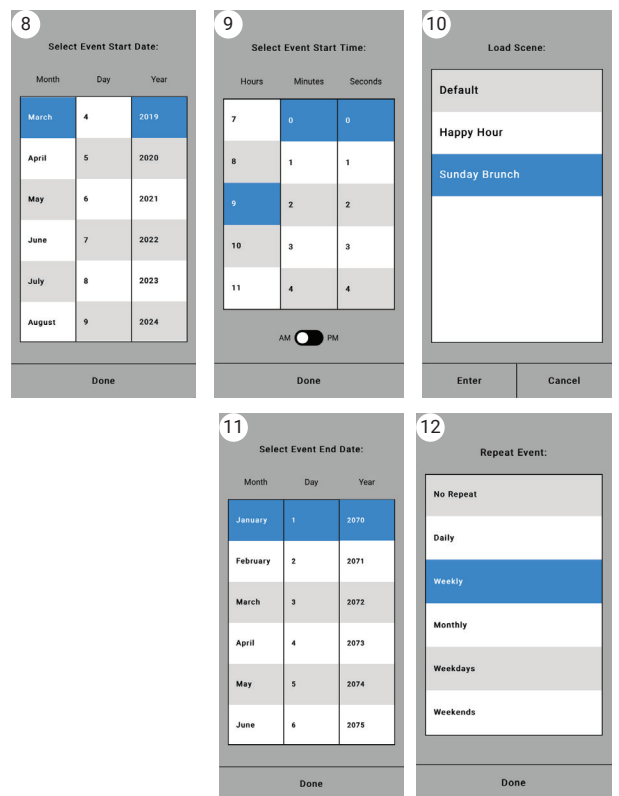 8
Select Event Start Date:
Month Day Year
March 4 2019
April 5 2020
May 6 2021
June 7 2022
July 8 2023
August 9 2024
Done
9
Select Event Start Time:
Hours Minutes Seconds
7 0 0
8 1 1
9 2 2
10 3 3
11 4 4
AM PM
Done
10
Load Scene:
Default
Happy Hour
Sunday Brunch
Enter Cancel
11
Select Event End Date:
Month Day Year
January 1 2070
February 2 2071
March 3 2072
April 4 2073
May 5 2074
June 6 2075
Done
12
Repeat Event:
No Repeat
Daily
Weekly
Monthly
Weekdays
Weekends
Done